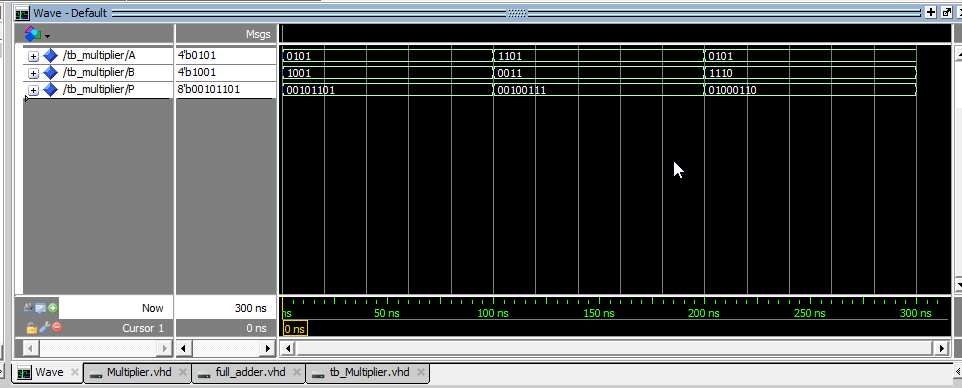 Wave - Default
Msgs
/tb_multiplier/A 4'b0101 0101 1101 0101
/tb_multiplier/B 4'b1001 1001 0011 1110
/tb_multiplier/P 8'b00101101 00101101 00100111 01000110
Now 300 ns ns 50 ns 100 ns 150 ns 200 ns 250 ns 300 ns
Cursor 1 0 ns 0 ns
Wave Multiplier.vhd full_adder.vhd tb_Multiplier.vhd